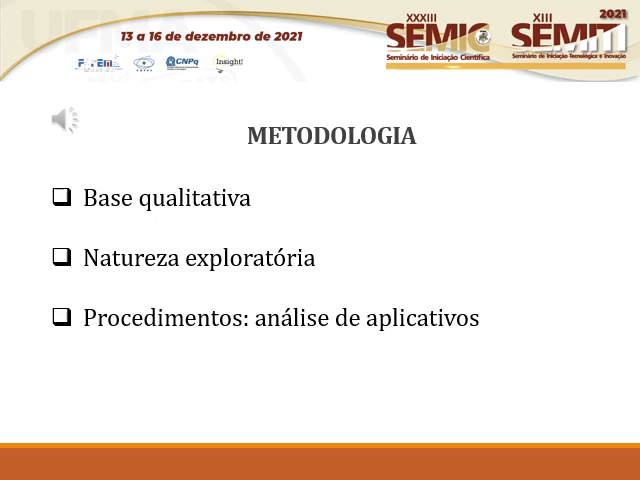 13 a 16 de dezembro de 2021
CNPq
Insight!
XXXIII
SEMIC
Seminário de Iniciação Científica
2021
XIII
SEMITI
Seminário de Iniciação Tecnológica e Inovação
METODOLOGIA
Base qualitativa
Natureza exploratória
Procedimentos: análise de aplicativos